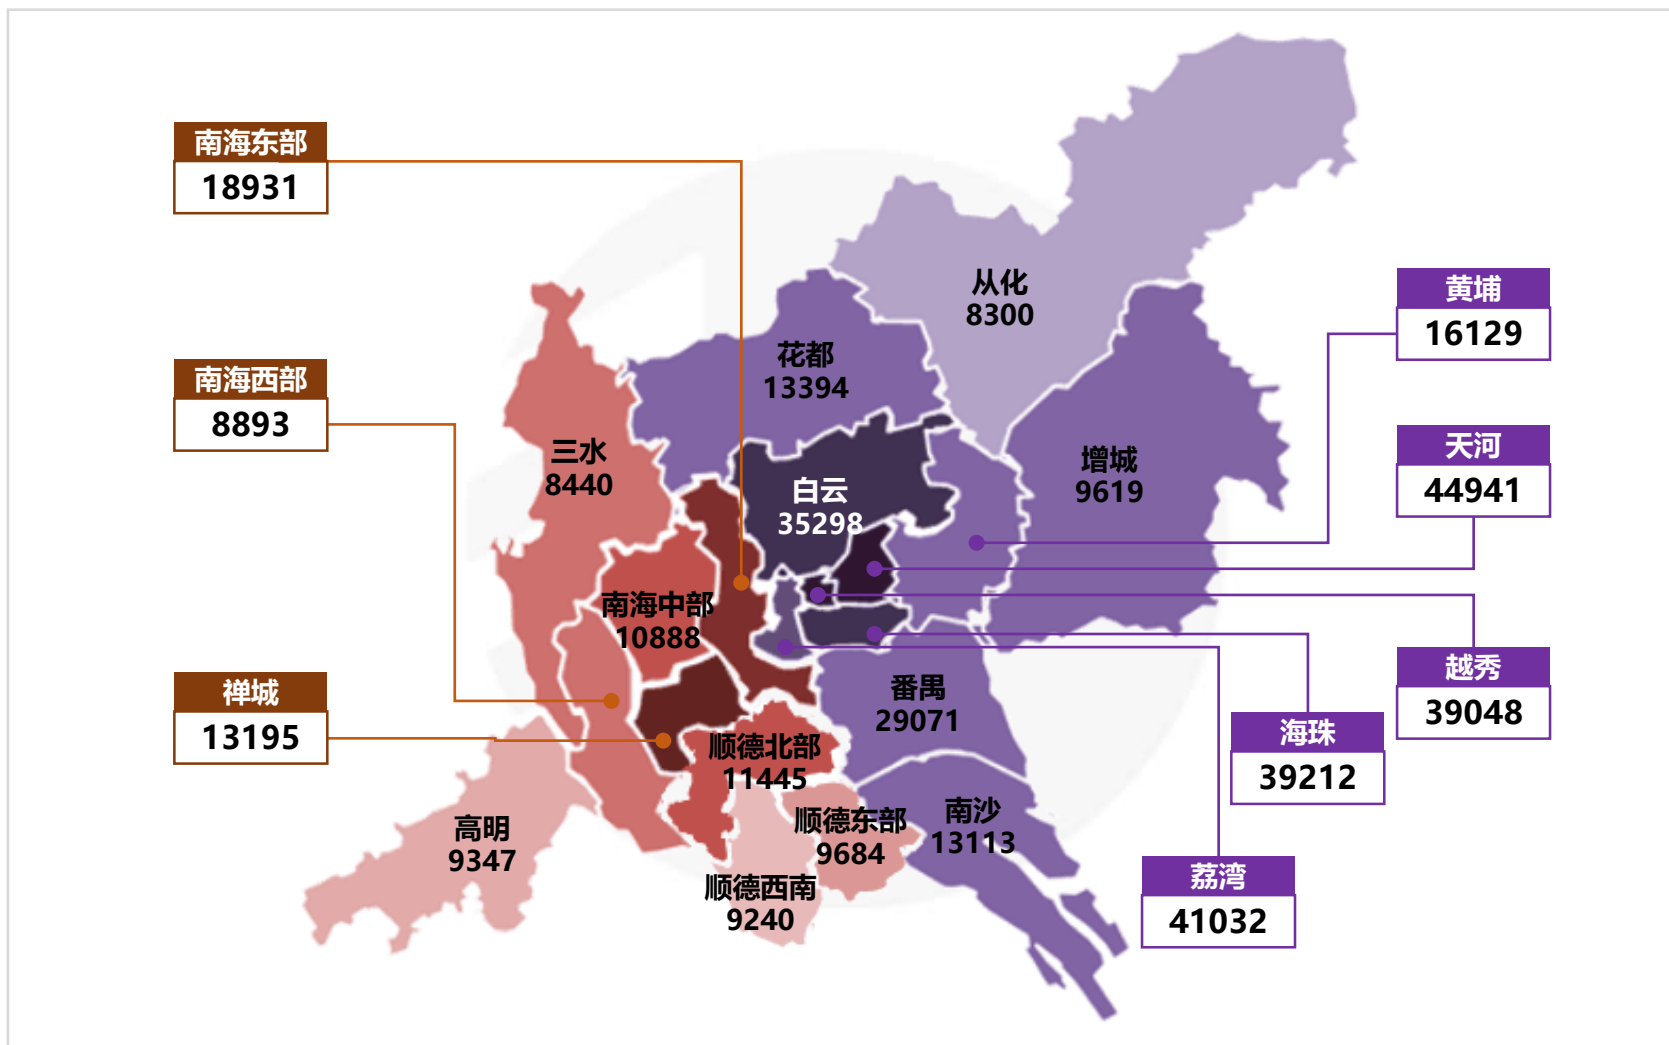 南海东部
18931
从化
8300
黄埔
16129
花都
13394
南海西部
8893
三水
8440
白云
35298
增城
9619
天河
44941
南海中部
10888
禅城
13195
番禺
29071
越秀
39048
海珠
39212
顺德北部
11445
高明
9347
顺德东部
9684
南沙
13113
顺德西南
9240
荔湾
41032